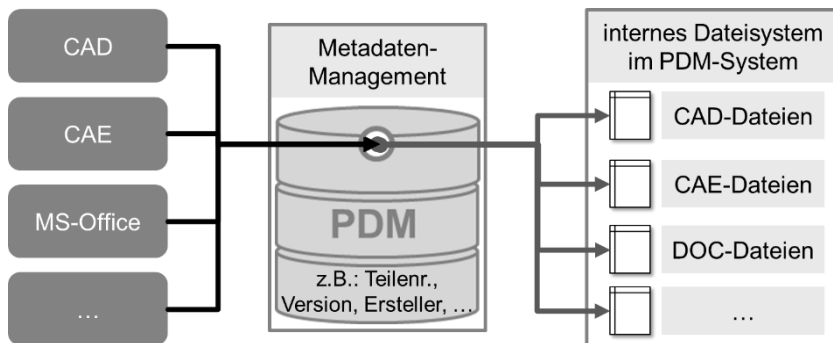 CAD
CAE
MS-Office
…
Metadaten-
Management
PDM
z.B.: Teilenr.,
Version, Ersteller, …
internes Dateisystem
im PDM-System
CAD-Dateien
CAE-Dateien
DOC-Dateien
…